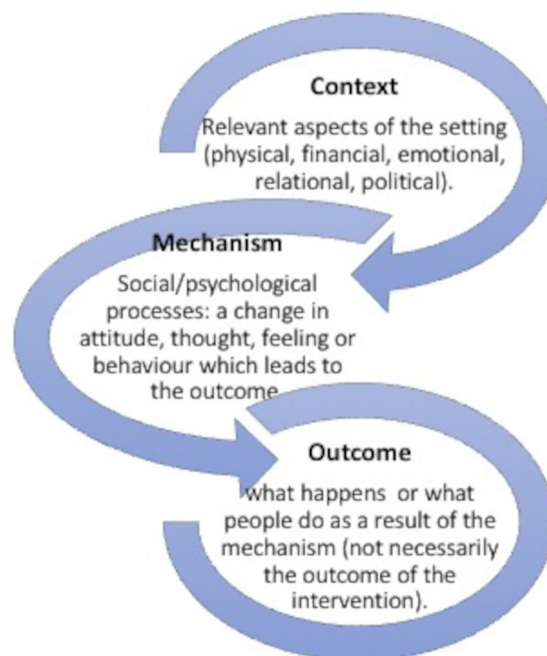 Context
Relevant aspects of the setting
(physical, financial, emotional,
relational, political).
Mechanism
Social/psychological
processes: a change in
attitude, thought, feeling or
behaviour which leads to
the outcome
Outcome
what happens or what
people do as a result of the
mechanism (not necessarily
the outcome of the
intervention).